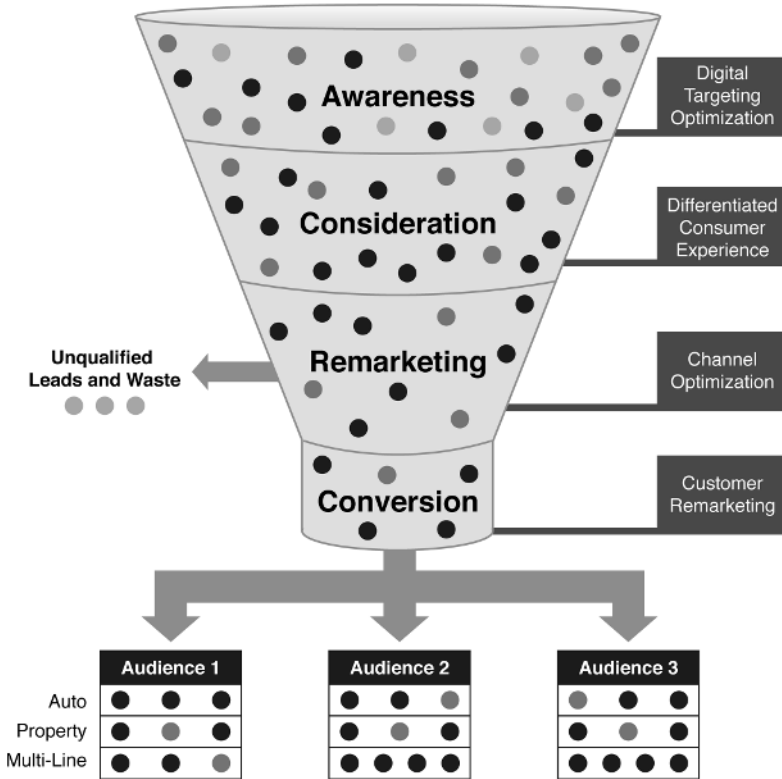 Awareness
Digital
Targeting
Optimization
Consideration
Differentiated
Consumer
Experience
Remarketing
Unqualified
Leads and Waste
Channel
Optimization
Conversion
Customer
Remarketing
Audience 1
Audience 2
Audience 3
Auto
Property
Multi-Line